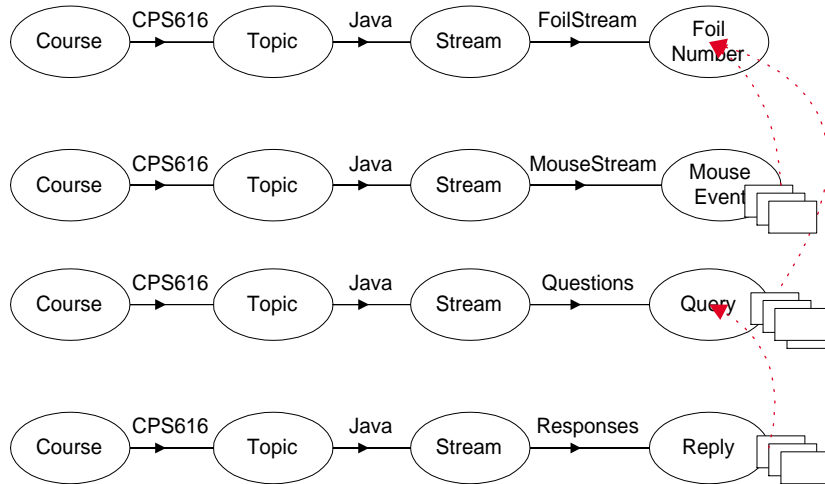 CPS616 Java FoilStream
Course Topic Stream Foil
Number
CPS616 Java MouseStream
Course Topic Stream Mouse
Event
CPS616 Java Questions
Course Topic Stream Query
CPS616 Java Responses
Course Topic Stream Reply